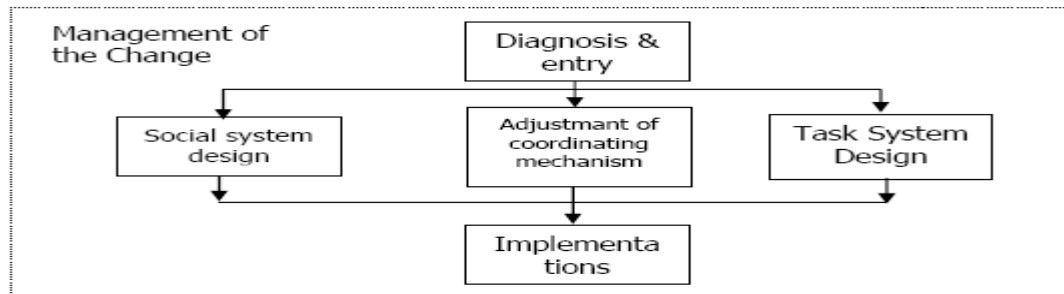 Management of
the Change
Diagnosis &
entry
Social system
design
Adjustmant of
coordinating
mechanism
Task System
Design
Implementa
tions